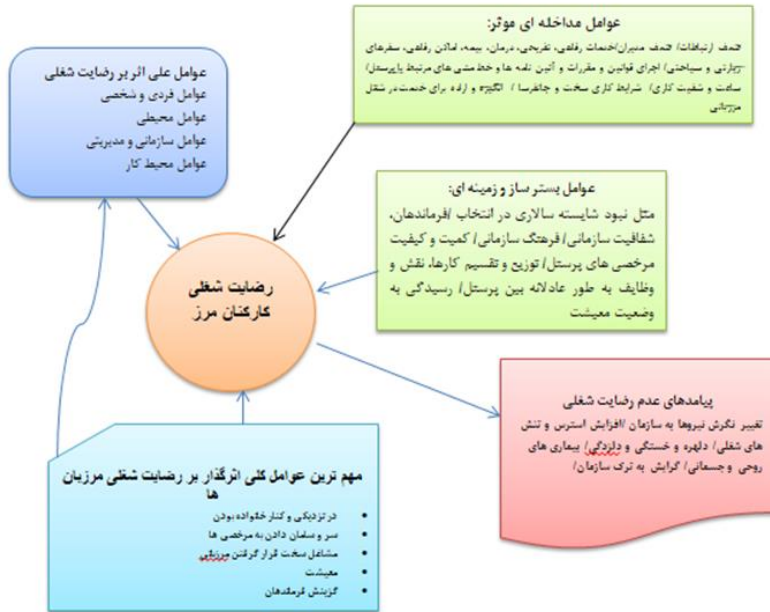 عوامل علی اثر بر رضایت شغلی
عوامل فردی و شخصی
عوامل محیطی
عوامل سازمانی و مدیریتی
عوامل محیط کار
عوامل مداخله ای موثر:
ضعف ارتباطات/ ضعف مدیران/خدمات رفاهی، تفریحی، درمان، بیمه، اماکن رفاهی، سفرهای
زیارتی و سیاحتی/ اجرای قوانین و مقررات و آئین نامه ها و خط مشی های مرتبط باپرسنل/
ساعت و شفیت کاری/ شرایط کاری سخت و جانفرسا / انگیزه و اراده برای خدمت در شغل
مرزبانی
عوامل بستر ساز و زمینه ای:
مثل نبود شایسته سالاری در انتخاب /فرماندهان،
شفافیت سازمانی/ فرهنگ سازمانی/ کمیت و کیفیت
مرخصی های پرسنل/ توزیع و تقسیم کارها، نقش و
وظایف به طور عادلانه بین پرسنل/ رسیدگی به
وضعیت معیشت
رضایت شغلی
کارکنان مرز
پیامدهای عدم رضایت شغلی
تغییر نگرش نیروها به سازمان /افزایش استرس و تنش
های شغلی/ دلهره و خستگی و دلزدگی/ بیماری های
روحی و جسمانی/ گرایش به ترک سازمان/
مهم ترین عوامل کلی اثرگذار بر رضایت شغلی مرزبان
ها
• در نزدیکی و کنار خانواده بودن
• سر و سامان دادن به مرخصی ها
• مشاغل سخت قرار گرفتن مرزبانی
• معیشت
• گزینش فرماندهان